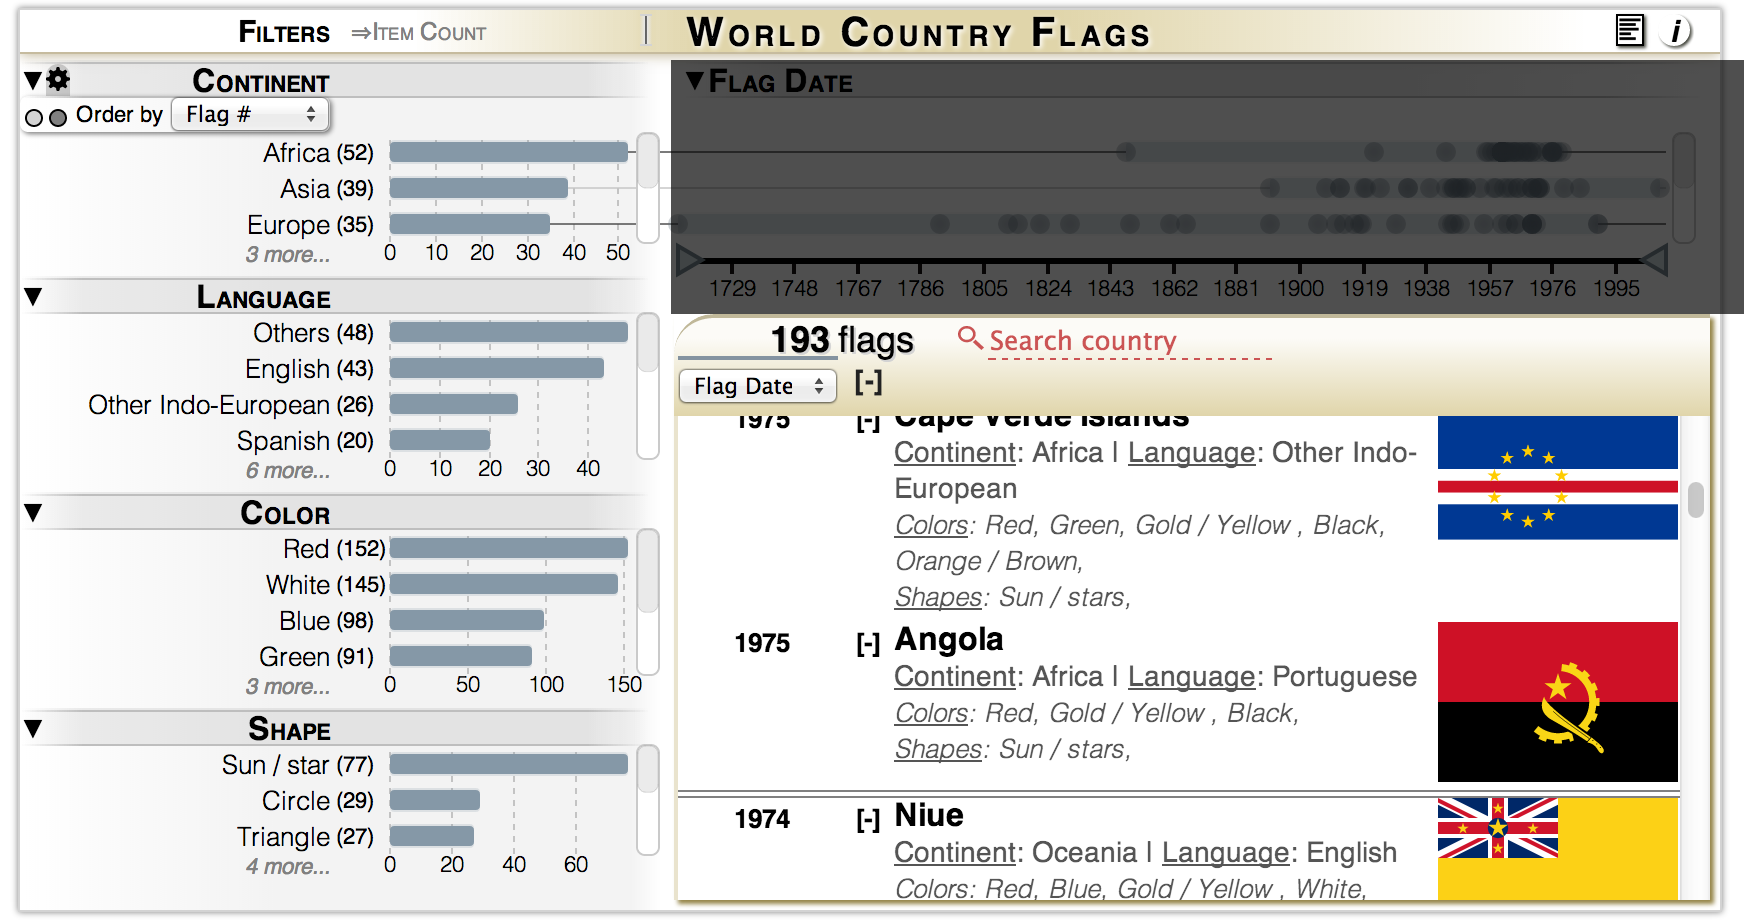 Filters ⇒Item Count
World Country Flags
i
▼ Continent
Order by Flag #
Africa (52)
Asia (39)
Europe (35)
3 more...
0 10 20 30 40 50
▼ Language
Others (48)
English (43)
Other Indo-European (26)
Spanish (20)
6 more...
0 10 20 30 40
▼ Color
Red (152)
White (145)
Blue (98)
Green (91)
3 more...
0 50 100 150
▼ Shape
Sun / star (77)
Circle (29)
Triangle (27)
4 more...
0 20 40 60
▼Flag Date
1729 1748 1767 1786 1805 1824 1843 1862 1881 1900 1919 1938 1957 1976 1995
193 flags Search country
Flag Date [-]
1975 [-] Cape Verde Islands
Continent: Africa | Language: Other Indo-
European
Colors: Red, Green, Gold / Yellow , Black,
Orange / Brown,
Shapes: Sun / stars,
1975 [-] Angola
Continent: Africa | Language: Portuguese
Colors: Red, Gold / Yellow , Black,
Shapes: Sun / stars,
1974 [-] Niue
Continent: Oceania | Language: English
Colors: Red, Blue, Gold / Yellow , White,